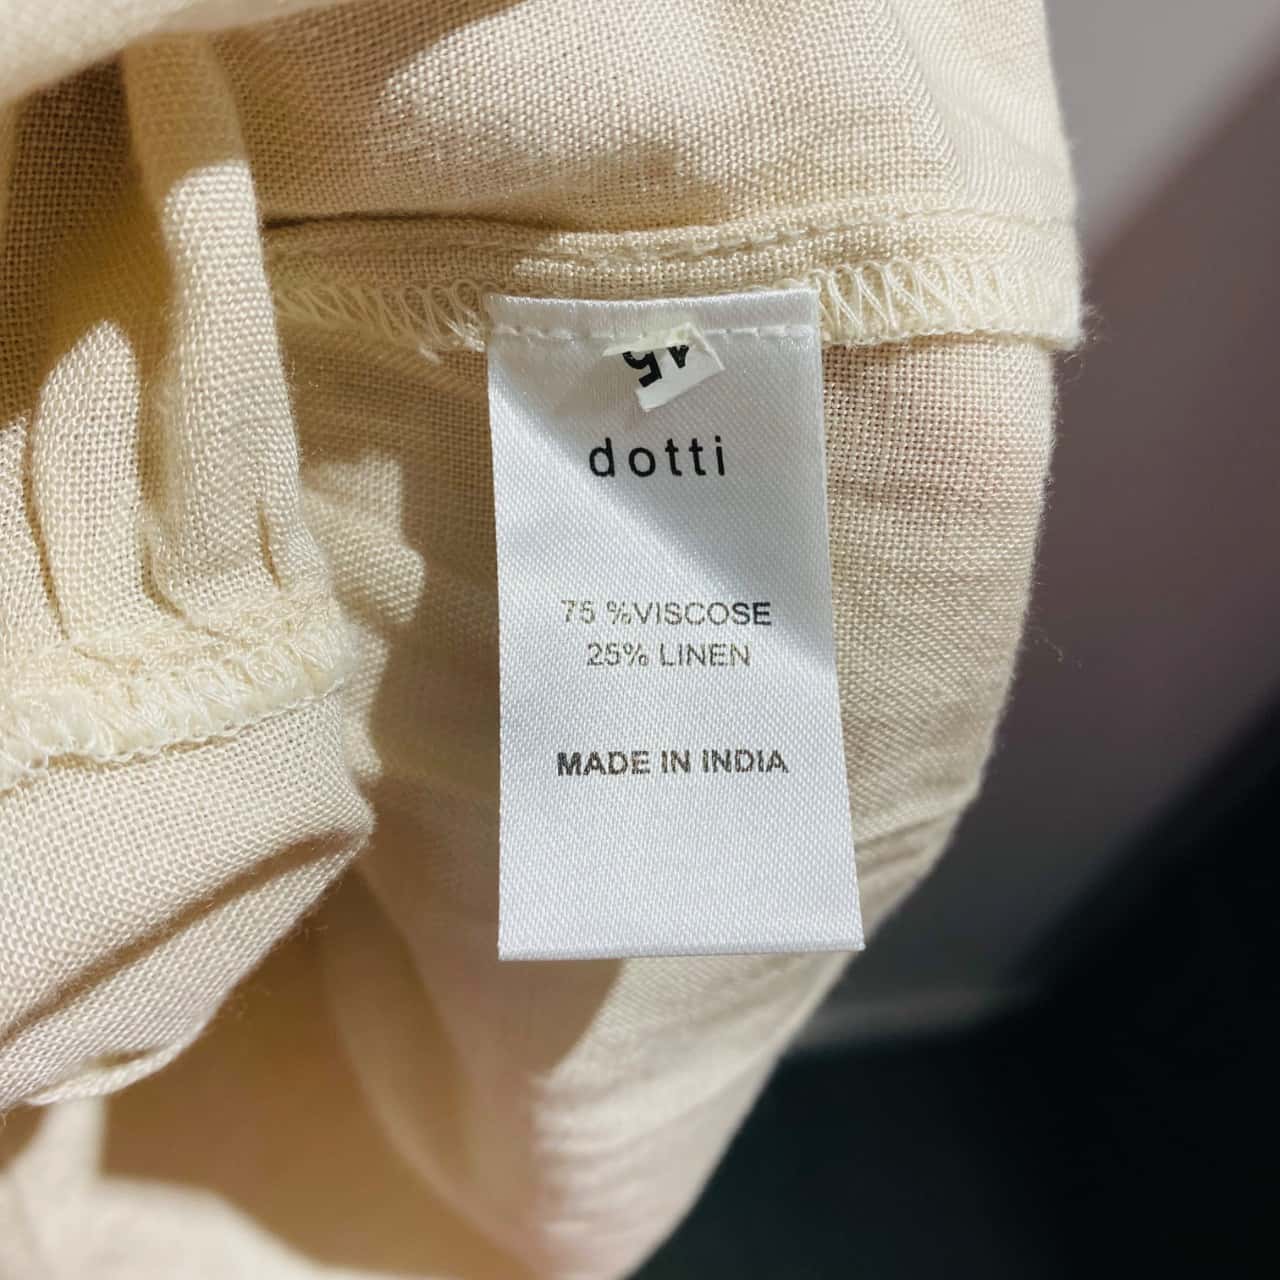 dotti
75 %VISCOSE
25% LINEN
MADE IN INDIA